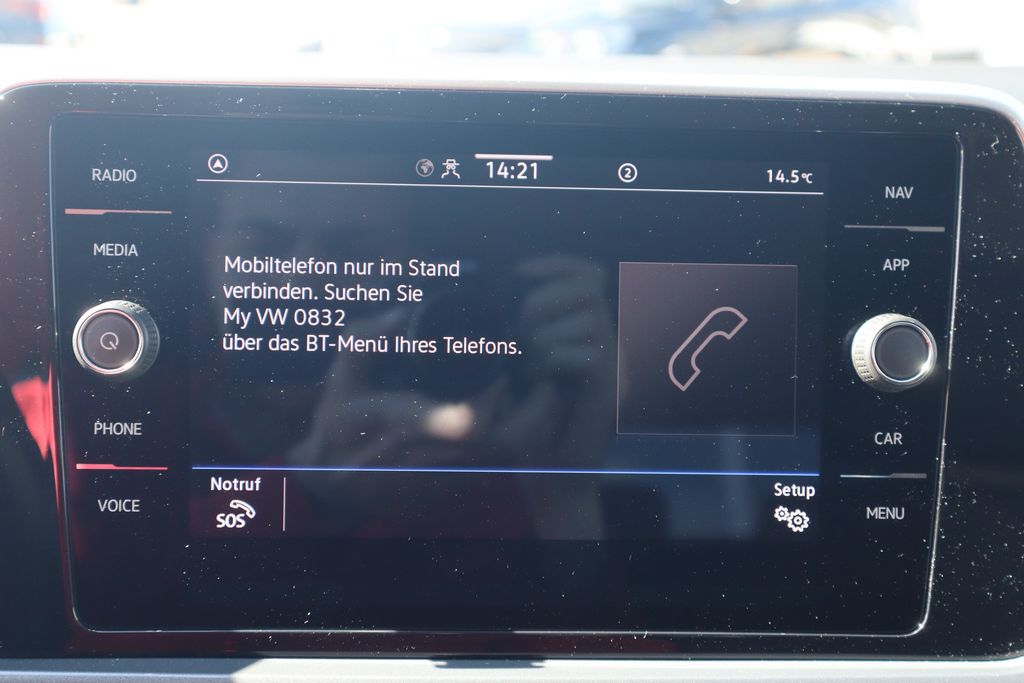 RADIO
MEDIA
PHONE
VOICE
14:21
2
14.5°C
Mobiltelefon nur im Stand
verbinden. Suchen Sie
My VW 0832
über das BT-Menü Ihres Telefons.
Notruf
SOS
Setup
NAV
APP
CAR
MENU